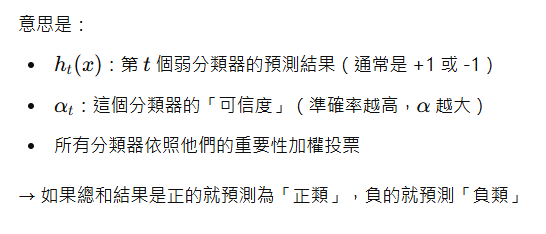 意思是：
• hₜ(x)：第 t 個弱分類器的預測結果（通常是 +1 或 -1）
• αₜ：這個分類器的「可信度」（準確率越高，α 越大）
• 所有分類器依照他們的重要性加權投票
→ 如果總和結果是正的就預測為「正類」，負的就預測「負類」